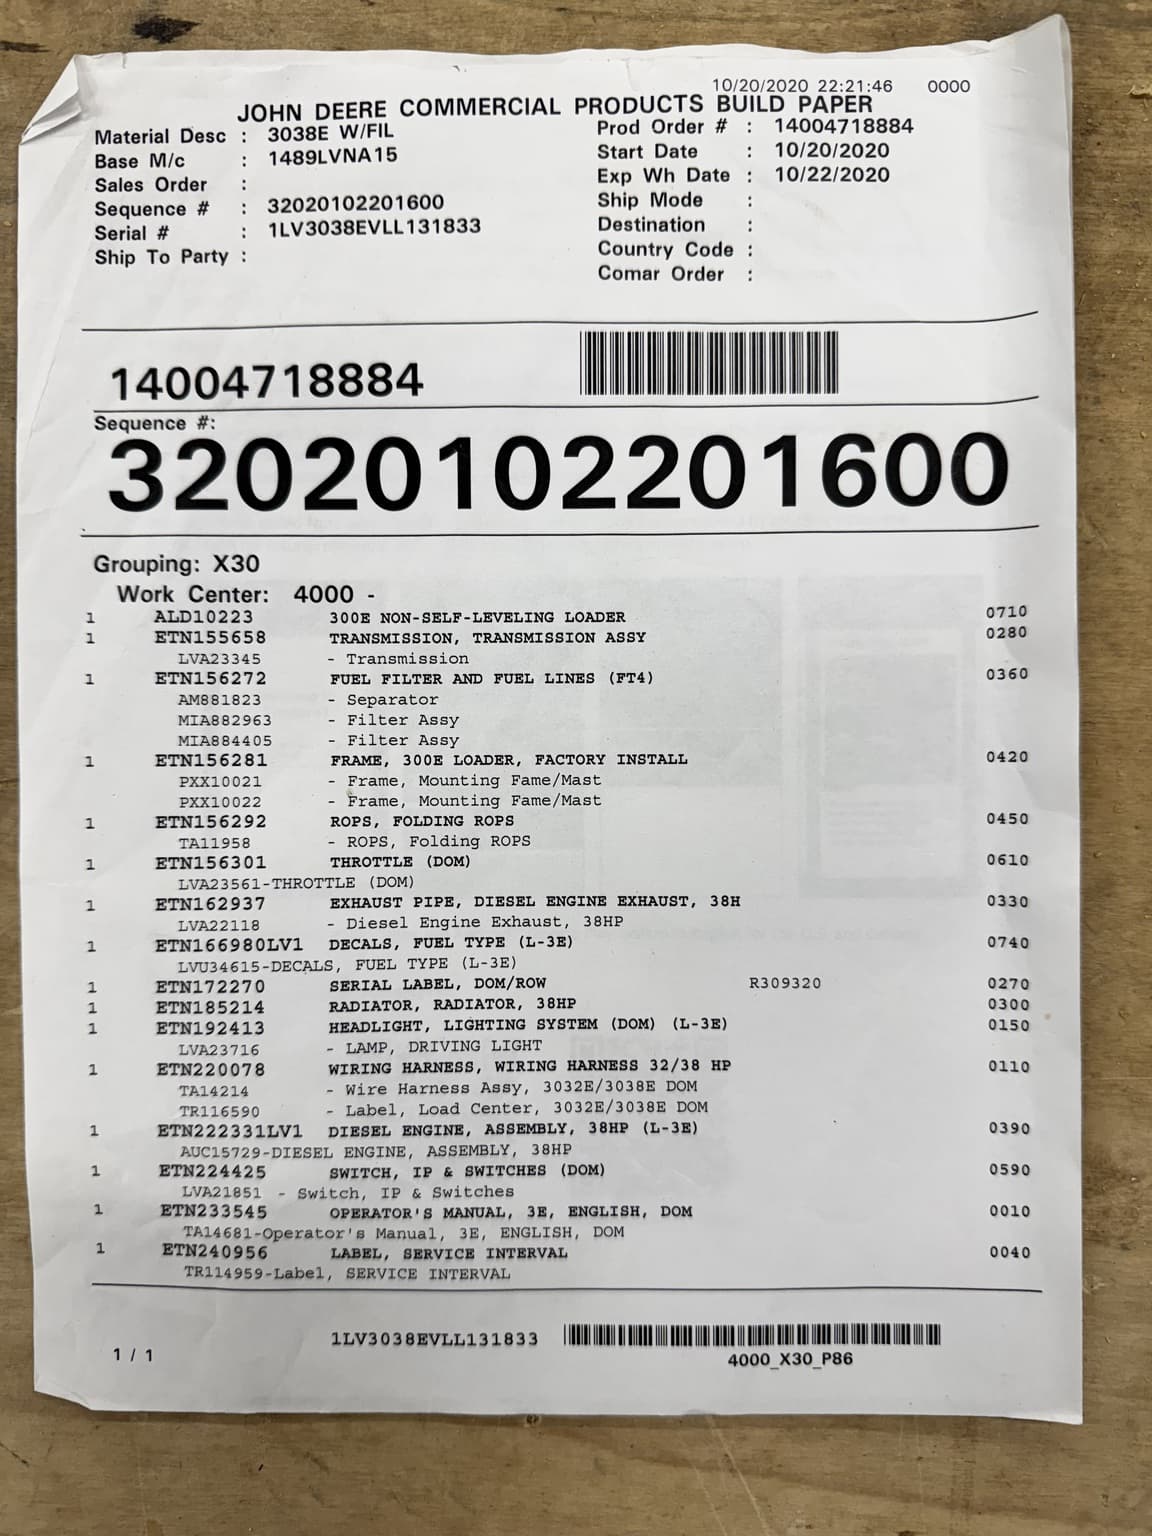 10/20/2020 22:21:46 0000
JOHN DEERE COMMERCIAL PRODUCTS BUILD PAPER
Material Desc : 3038E W/FIL Prod Order # : 14004718884
Base M/c : 1489LVNA15 Start Date : 10/20/2020
Sales Order : Exp Wh Date : 10/22/2020
Sequence # : 32020102201600 Ship Mode :
Serial # : 1LV3038EVLL131833 Destination :
Ship To Party : Country Code :
Comar Order :
14004718884
Sequence #:
32020102201600
Grouping: X30
Work Center: 4000 -
1 ALD10223 300E NON-SELF-LEVELING LOADER 0710
1 ETN155658 TRANSMISSION, TRANSMISSION ASSY 0280
LVA23345 - Transmission
1 ETN156272 FUEL FILTER AND FUEL LINES (FT4) 0360
AM881823 - Separator
MIA882963 - Filter Assy
MIA884405 - Filter Assy
1 ETN156281 FRAME, 300E LOADER, FACTORY INSTALL 0420
PXX10021 - Frame, Mounting Fame/Mast
PXX10022 - Frame, Mounting Fame/Mast
1 ETN156292 ROPS, FOLDING ROPS 0450
TA11958 - ROPS, Folding ROPS
1 ETN156301 THROTTLE (DOM) 0610
LVA23561-THROTTLE (DOM)
1 ETN162937 EXHAUST PIPE, DIESEL ENGINE EXHAUST, 38H 0330
LVA22118 - Diesel Engine Exhaust, 38HP
1 ETN166980LV1 DECALS, FUEL TYPE (L-3E) 0740
LVU34615-DECALS, FUEL TYPE (L-3E)
1 ETN172270 SERIAL LABEL, DOM/ROW R309320 0270
1 ETN185214 RADIATOR, RADIATOR, 38HP 0300
1 ETN192413 HEADLIGHT, LIGHTING SYSTEM (DOM) (L-3E) 0150
LVA23716 - LAMP, DRIVING LIGHT
1 ETN220078 WIRING HARNESS, WIRING HARNESS 32/38 HP 0110
TA14214 - Wire Harness Assy, 3032E/3038E DOM
TR116590 - Label, Load Center, 3032E/3038E DOM
1 ETN222331LV1 DIESEL ENGINE, ASSEMBLY, 38HP (L-3E) 0390
AUC15729-DIESEL ENGINE, ASSEMBLY, 38HP
1 ETN224425 SWITCH, IP & SWITCHES (DOM) 0590
LVA21851 - Switch, IP & Switches
1 ETN233545 OPERATOR'S MANUAL, 3E, ENGLISH, DOM 0010
TA14681-Operator's Manual, 3E, ENGLISH, DOM
1 ETN240956 LABEL, SERVICE INTERVAL 0040
TR114959-Label, SERVICE INTERVAL
1LV3038EVLL131833
1 / 1 4000_X30_P86